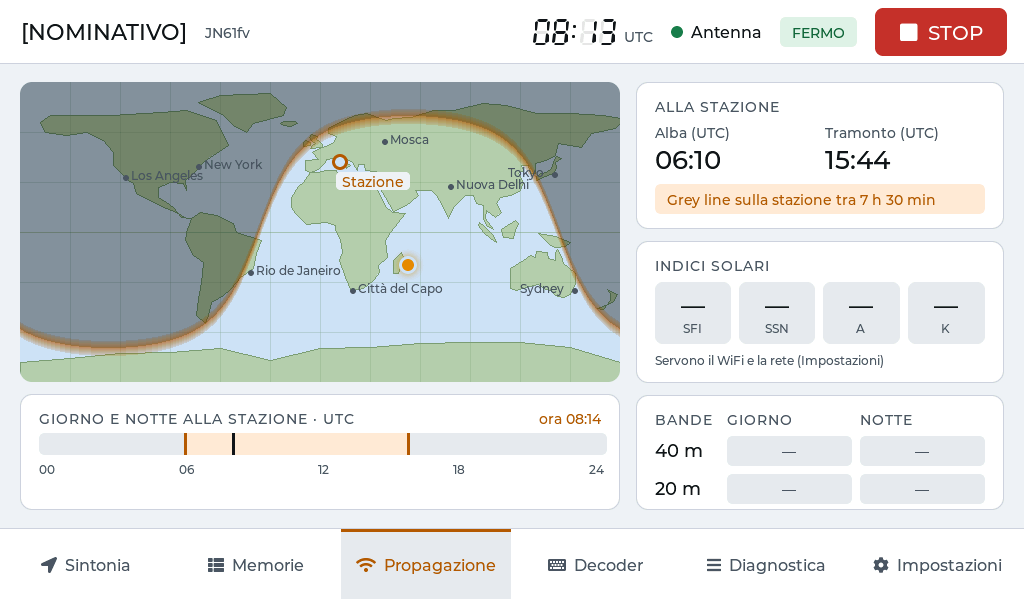 [NOMINATIVO] JN61fv 08:13 UTC Antenna FERMO STOP
Mosca
New York
Los Angeles
Tokyo
Nuova Delhi
Stazione
Rio de Janeiro
Città del Capo
Sydney
ALLA STAZIONE
Alba (UTC) Tramonto (UTC)
06:10 15:44
Grey line sulla stazione tra 7 h 30 min
INDICI SOLARI
— — — —
SFI SSN A K
Servono il WiFi e la rete (Impostazioni)
GIORNO E NOTTE ALLA STAZIONE · UTC ora 08:14
00 06 12 18 24
BANDE GIORNO NOTTE
40 m — —
20 m — —
Sintonia Memorie Propagazione Decoder Diagnostica Impostazioni